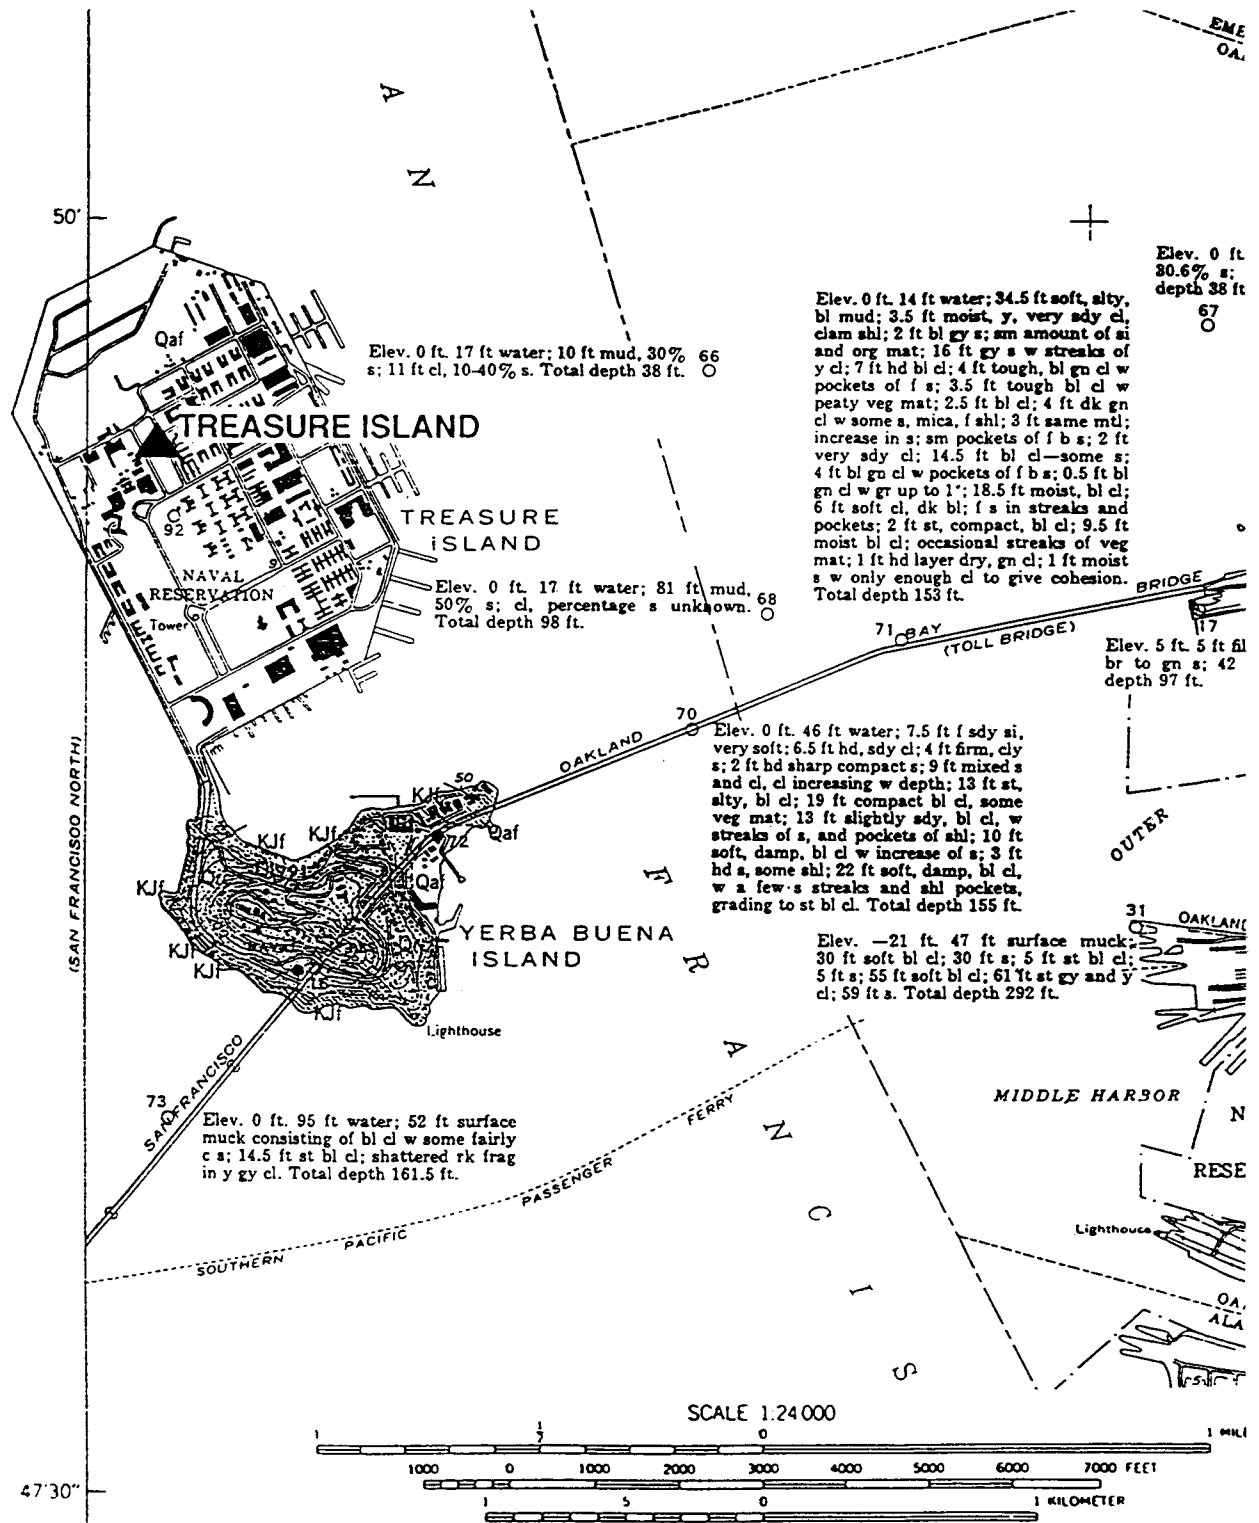 EME
OA
A
N
50'
Elev. 0 ft.
30.6% s;
depth 38 ft
67
Elev. 0 ft. 14 ft water; 34.5 ft soft, slty,
bl mud; 3.5 ft moist, y, very sdy cl,
clam shl; 2 ft bl gy s; sm amount of si
and org mat; 16 ft gy s w streaks of
y cl; 7 ft hd bl cl; 4 ft tough, bl gn cl w
pockets of f s; 3.5 ft tough bl cl w
peaty veg mat; 2.5 ft bl cl; 4 ft dk gn
cl w some s, mica, f shl; 3 ft same mtl;
increase in s; sm pockets of f b s; 2 ft
very sdy cl; 14.5 ft bl cl—some s;
4 ft bl gn cl w pockets of f b s; 0.5 ft bl
gn cl w gr up to 1"; 18.5 ft moist, bl cl;
6 ft soft cl, dk bl; f s in streaks and
pockets; 2 ft st, compact, bl cl; 9.5 ft
moist bl cl; occasional streaks of veg
mat; 1 ft hd layer dry, gn cl; 1 ft moist
s w only enough cl to give cohesion.
Total depth 153 ft.
Qaf
Elev. 0 ft. 17 ft water; 10 ft mud, 30%
s; 11 ft cl, 10-40% s. Total depth 38 ft.
66
TREASURE ISLAND
92
TREASURE
ISLAND
NAVAL
RESERVATION
9
Tower
Elev. 0 ft. 17 ft water; 81 ft mud,
50% s; cl, percentage s unknown.
Total depth 98 ft.
68
BRIDGE
71
BAY
(TOLL BRIDGE)
17
Elev. 5 ft. 5 ft fil
br to gn s; 42
depth 97 ft.
70
OAKLAND
Elev. 0 ft. 46 ft water; 7.5 ft f sdy si,
very soft; 6.5 ft hd, sdy cl; 4 ft firm, cly
s; 2 ft hd sharp compact s; 9 ft mixed s
and cl, cl increasing w depth; 13 ft st,
slty, bl cl; 19 ft compact bl cl, some
veg mat; 13 ft slightly sdy, bl cl, w
streaks of s, and pockets of shl; 10 ft
soft, damp, bl cl w increase of s; 3 ft
hd s, some shl; 22 ft soft, damp, bl cl,
w a few s streaks and shl pockets,
grading to st bl cl. Total depth 155 ft.
(SAN FRANCISCO NORTH)
50
KJf
KJf
KJf
Qaf
72
91
Qaf
KJf
KJf
KJf
KJf
YERBA BUENA
ISLAND
Lighthouse
OUTER
F
R
A
N
C
I
S
31
OAKLAND
Elev. —21 ft. 47 ft surface muck;
30 ft soft bl cl; 30 ft s; 5 ft st bl cl;
5 ft s; 55 ft soft bl cl; 61 ft st gy and y
cl; 59 ft s. Total depth 292 ft.
MIDDLE HARBOR
N
RESE
73
SAN FRANCISCO
Elev. 0 ft. 95 ft water; 52 ft surface
muck consisting of bl cl w some fairly
c s; 14.5 ft st bl cl; shattered rk frag
in y gy cl. Total depth 161.5 ft.
SOUTHERN PACIFIC PASSENGER FERRY
Lighthouse
OA
ALA
SCALE 1:24000
1 ½ 0 1 MILE
1000 0 1000 2000 3000 4000 5000 6000 7000 FEET
1 5 0 1 KILOMETER
47'30"